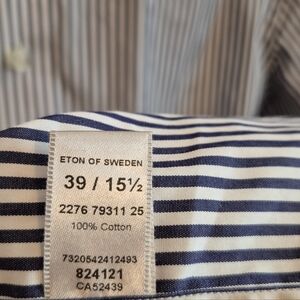 ETON OF SWEDEN
39 / 15½
2276 79311 25
100% Cotton
7320542412493
824121
CA52439